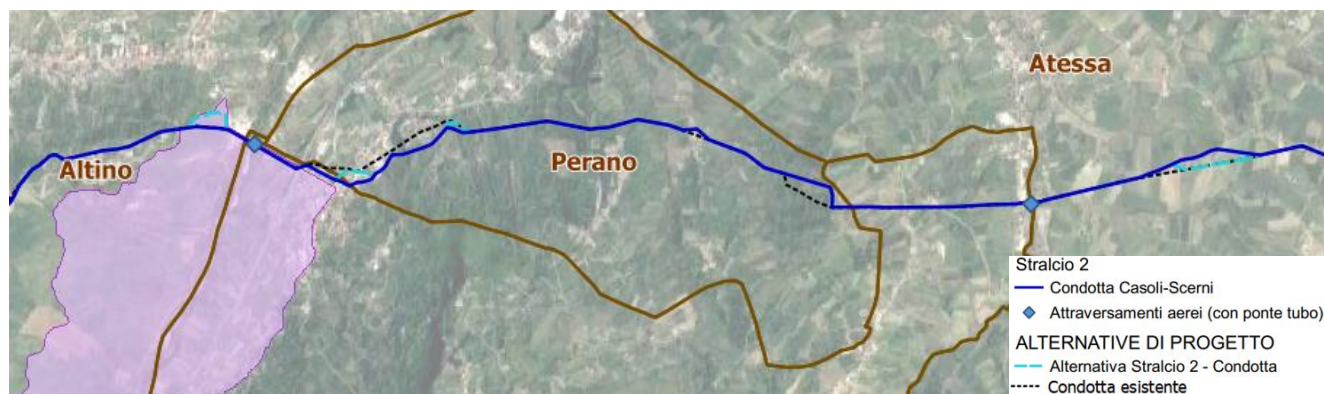 Atessa
Altino
Perano
Stralcio 2
Condotta Casoli-Scerni
Attraversamenti aerei (con ponte tubo)
ALTERNATIVE DI PROGETTO
Alternativa Stralcio 2 - Condotta
Condotta esistente